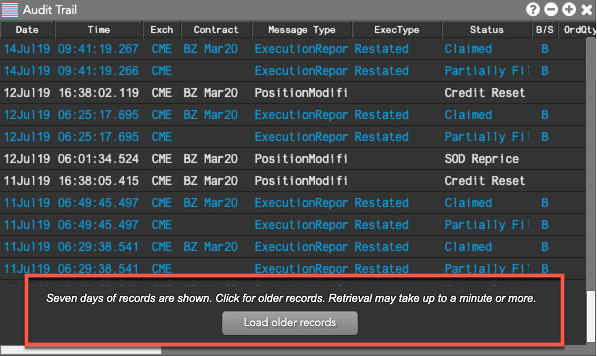 Audit Trail
Date Time Exch Contract Message Type ExecType Status B/S OrdQty
14Jul19 09:41:19.267 CME BZ Mar20 ExecutionRepor Restated Claimed B
14Jul19 09:41:19.266 CME ExecutionRepor Restated Partially Fil B
12Jul19 16:38:02.119 CME BZ Mar20 PositionModifi Credit Reset
12Jul19 06:25:17.695 CME BZ Mar20 ExecutionRepor Restated Claimed B
12Jul19 06:25:17.695 CME ExecutionRepor Restated Partially Fil B
12Jul19 06:01:34.524 CME BZ Mar20 PositionModifi SOD Reprice
11Jul19 16:38:05.415 CME BZ Mar20 PositionModifi Credit Reset
11Jul19 06:49:45.497 CME BZ Mar20 ExecutionRepor Restated Claimed B
11Jul19 06:49:45.497 CME ExecutionRepor Restated Partially Fil B
11Jul19 06:29:38.541 CME BZ Mar20 ExecutionRepor Restated Claimed B
11Jul19 06:29:38.541 CME ExecutionRepor Restated Partially Fil B
Seven days of records are shown. Click for older records. Retrieval may take up to a minute or more.
Load older records